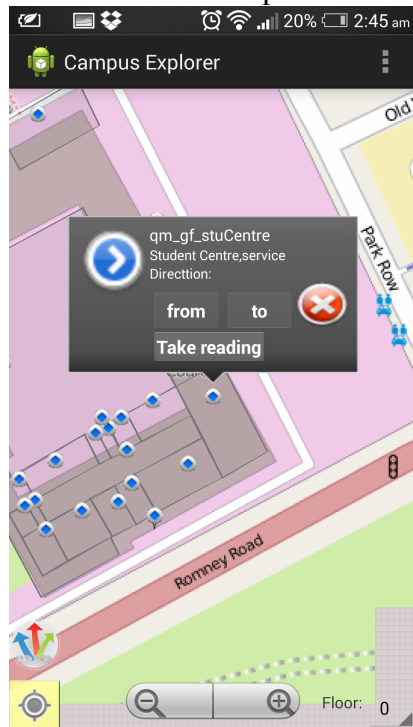 20% 2:45 am
Campus Explorer
Old
Park Row
qm_gf_stuCentre
Student Centre,service
Directtion:
from to
Take reading
Romney Road
Floor: 0